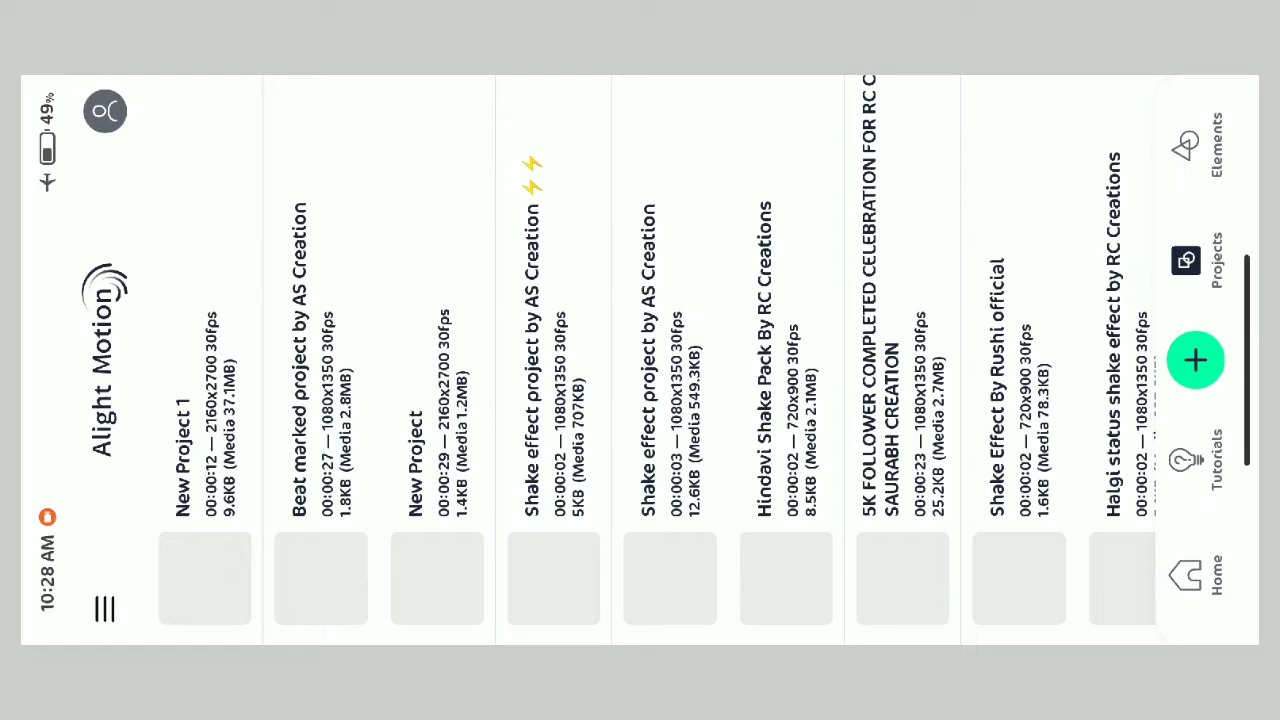 10:28 AM
49%
Alight Motion
New Project 1
00:00:12 — 2160x2700 30fps
9.6KB (Media 37.1MB)
Beat marked project by AS Creation
00:00:27 — 1080x1350 30fps
1.8KB (Media 2.8MB)
New Project
00:00:29 — 2160x2700 30fps
1.4KB (Media 1.2MB)
Shake effect project by AS Creation ⚡⚡
00:00:02 — 1080x1350 30fps
5KB (Media 707KB)
Shake effect project by AS Creation
00:00:03 — 1080x1350 30fps
12.6KB (Media 549.3KB)
Hindavi Shake Pack By RC Creations
00:00:02 — 720x900 30fps
8.5KB (Media 2.1MB)
5K FOLLOWER COMPLETED CELEBRATION FOR RC C
SAURABH CREATION
00:00:23 — 1080x1350 30fps
25.2KB (Media 2.7MB)
Shake Effect By Rushi official
00:00:02 — 720x900 30fps
1.6KB (Media 78.3KB)
Halgi status shake effect by RC Creations
00:00:02 — 1080x1350 30fps
Home
Tutorials
Projects
Elements